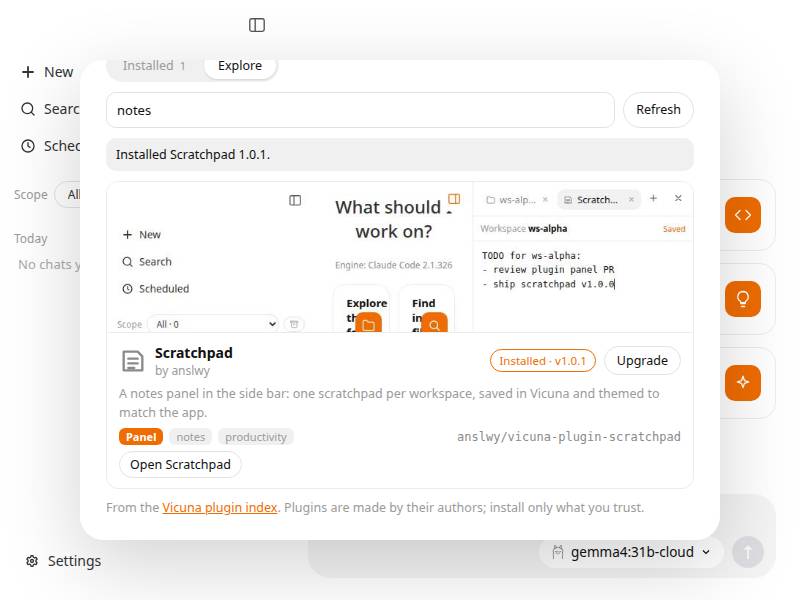 New
Searc
Sched
Scope All
Today
No chats y
Settings
Installed 1 Explore
notes Refresh
Installed Scratchpad 1.0.1.
New
Search
Scheduled
Scope All · 0
What should
work on?
Engine: Claude Code 2.1.326
Explore
Find
ws-alp... × Scratch... × + ×
Workspace ws-alpha Saved
TODO for ws-alpha:
- review plugin panel PR
- ship scratchpad v1.0.0
Scratchpad
by answly
Installed · v1.0.1 Upgrade
A notes panel in the side bar: one scratchpad per workspace, saved in Vicuna and themed to
match the app.
Panel notes productivity
anslwy/vicuna-plugin-scratchpad
Open Scratchpad
From the Vicuna plugin index. Plugins are made by their authors; install only what you trust.
gemma4:31b-cloud